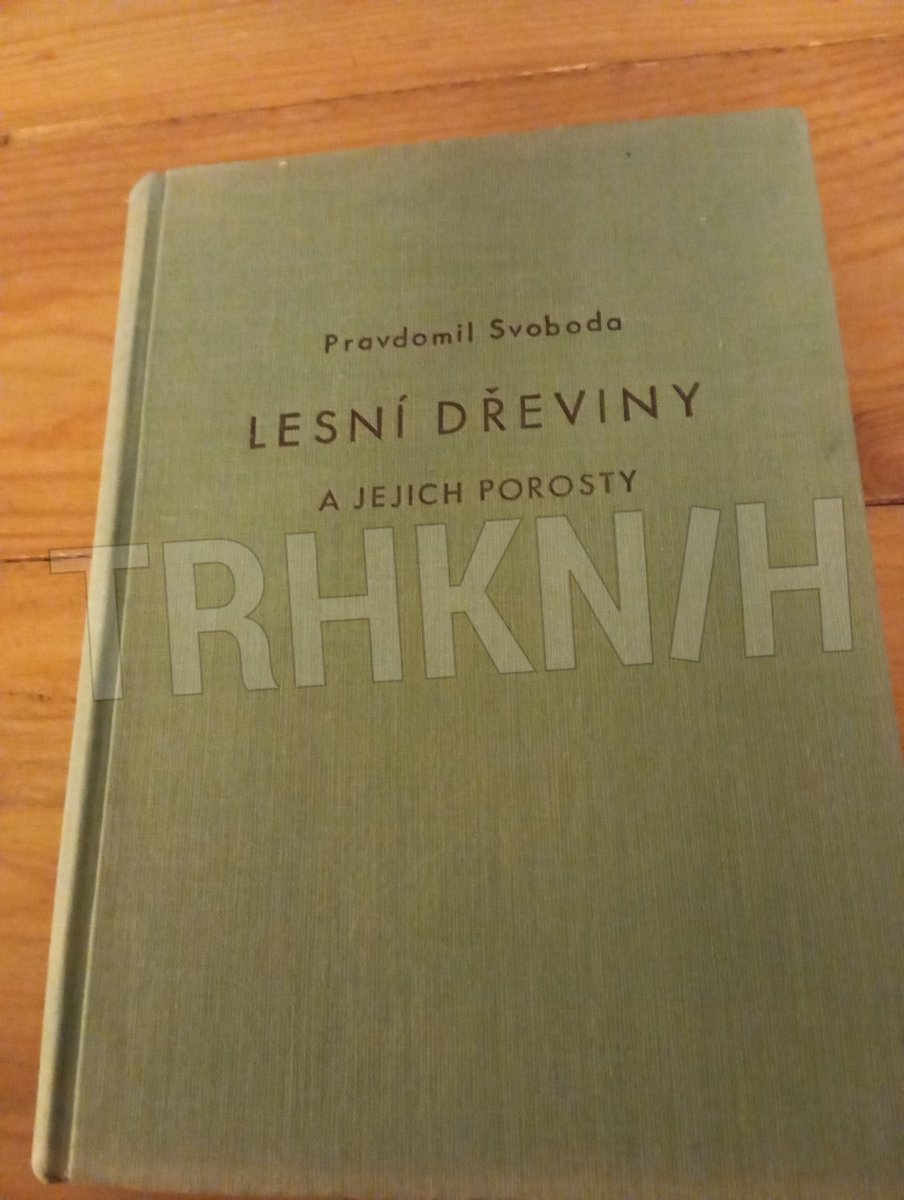 Pravdomil Svoboda
LESNÍ DŘEVINY
A JEJICH POROSTY
TRHKNIH